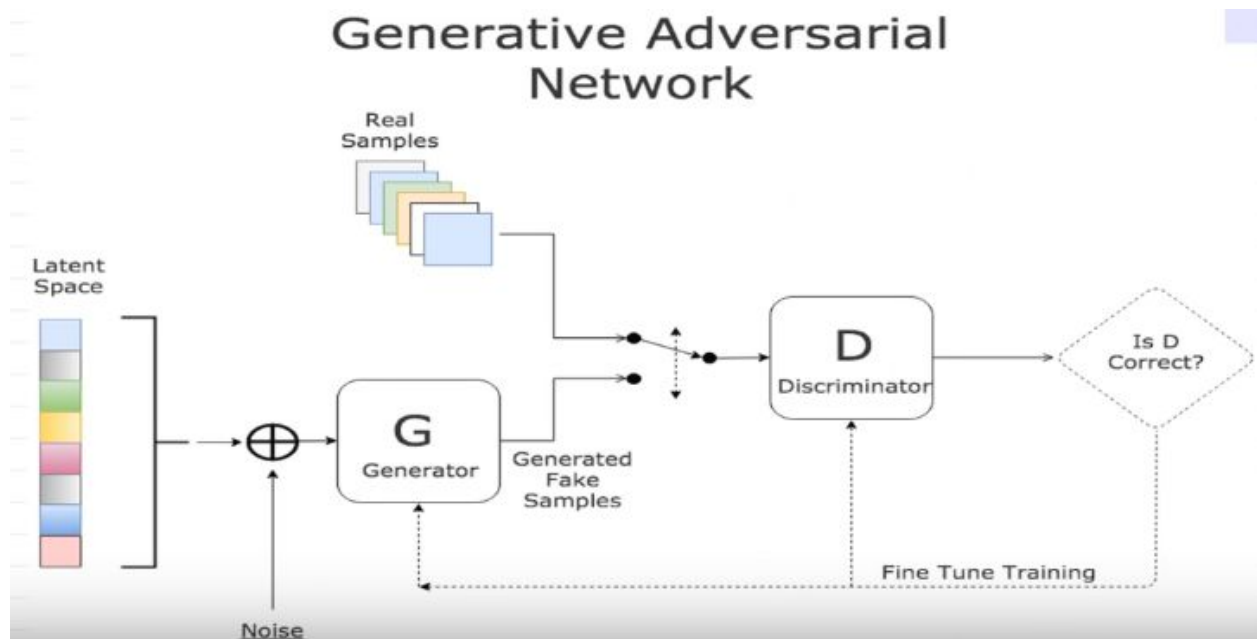 Generative Adversarial
Network
Real
Samples
Latent
Space
Is D
Correct?
D
Discriminator
G
Generator
Generated
Fake
Samples
Fine Tune Training
Noise